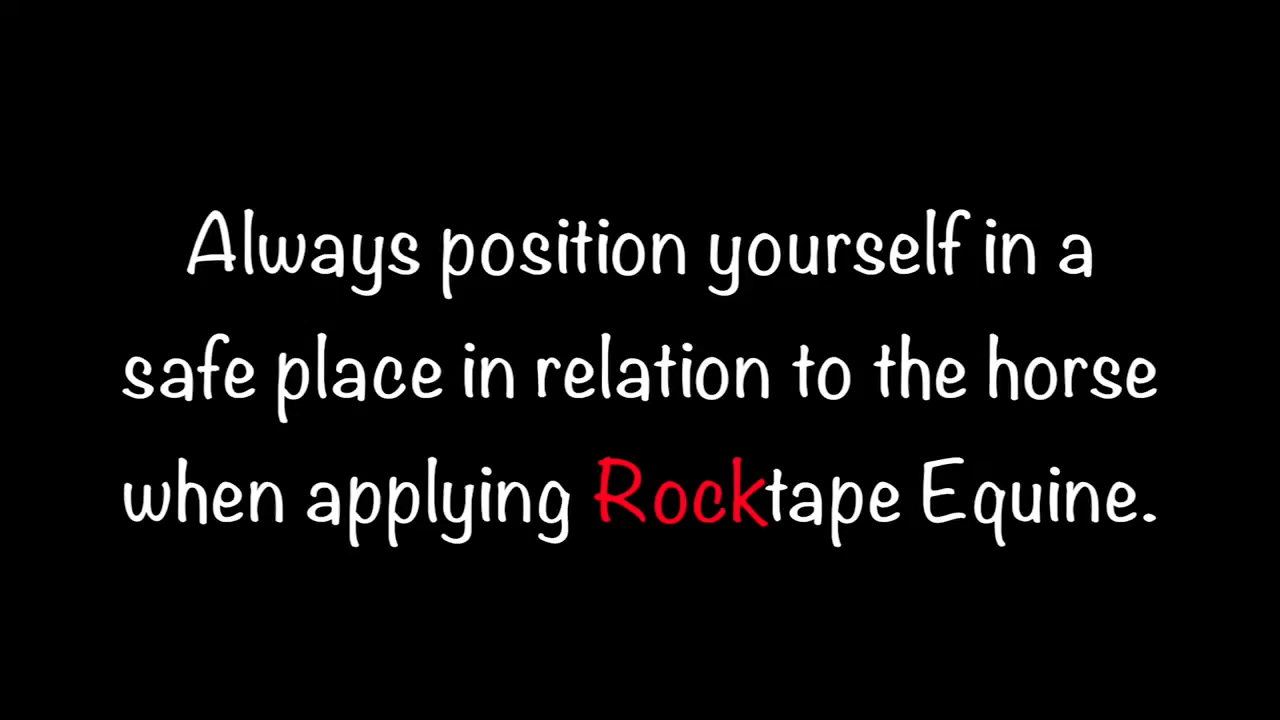 Always position yourself in a
safe place in relation to the horse
when applying Rocktape Equine.